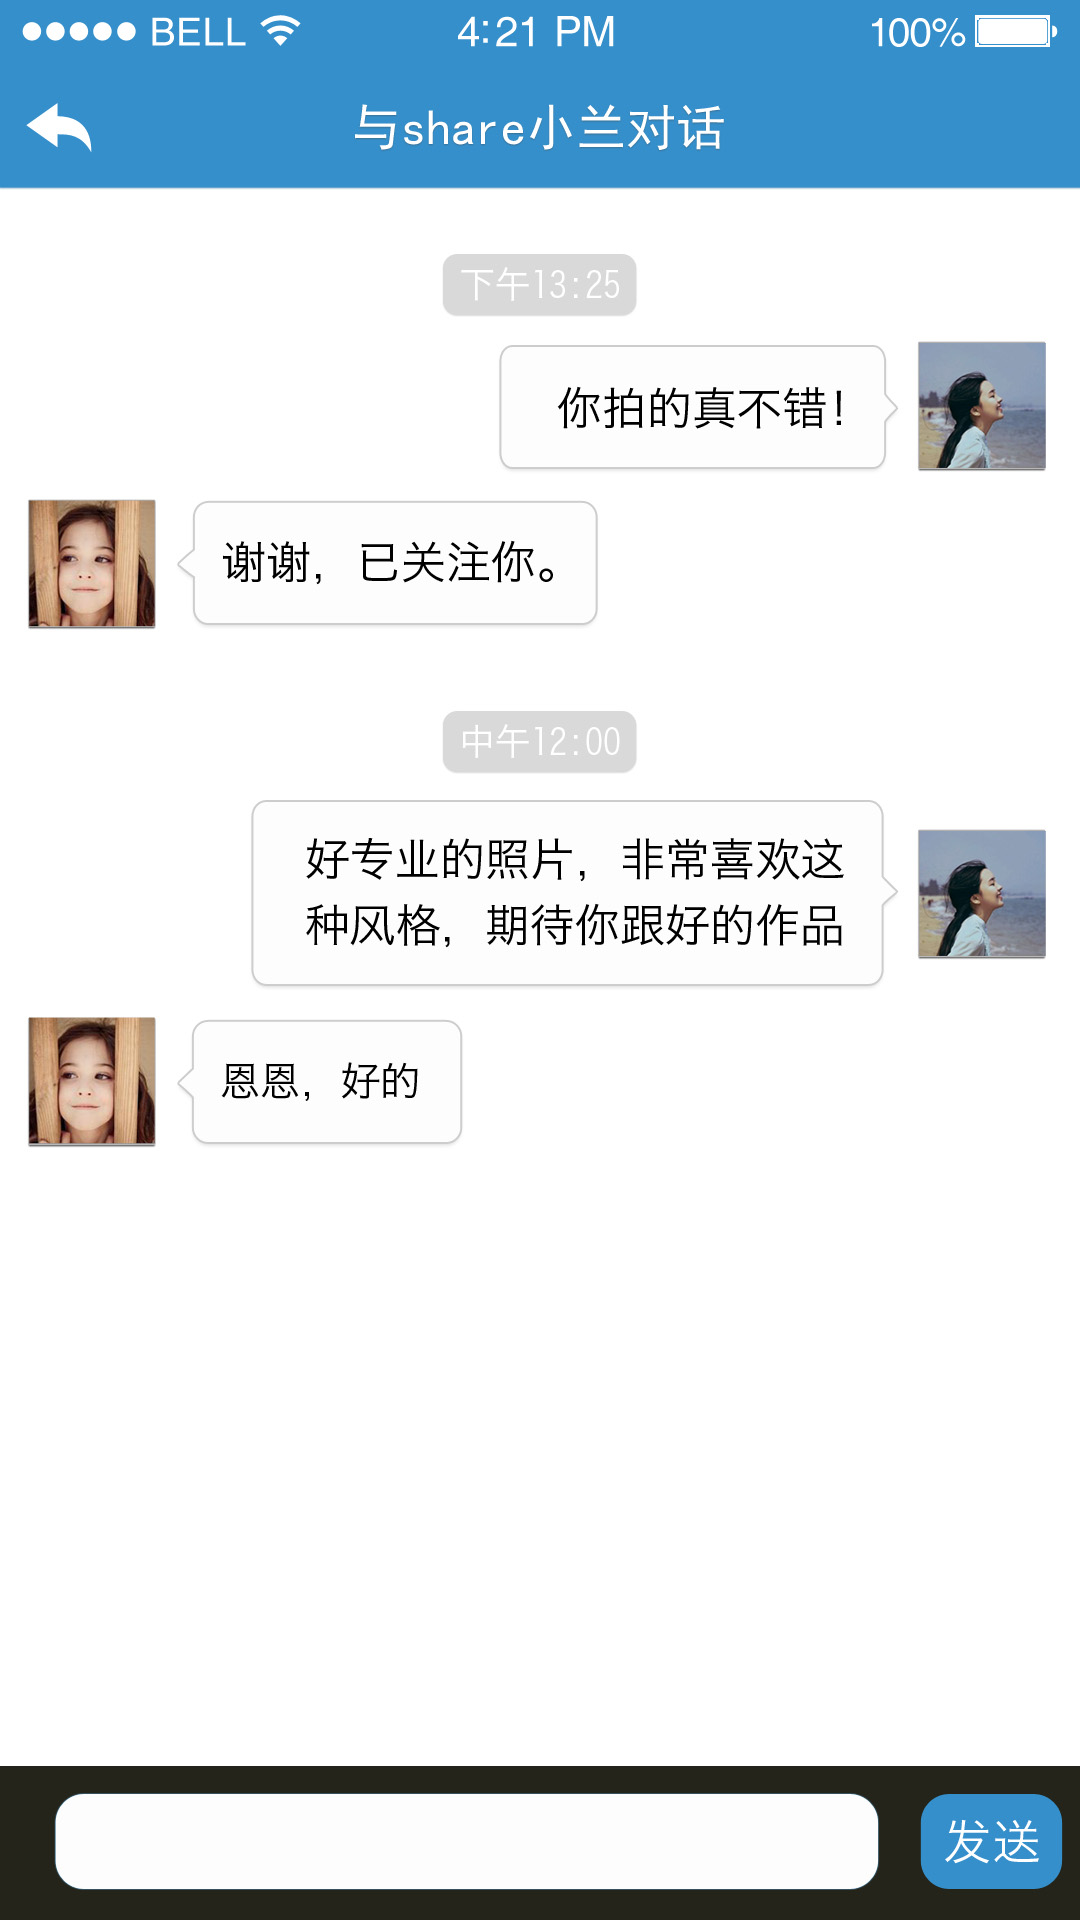 BELL 4:21 PM 100%
与share小兰对话
下午13:25
你拍的真不错!
谢谢，已关注你。
中午12:00
好专业的照片，非常喜欢这
种风格，期待你跟好的作品
恩恩，好的
发送